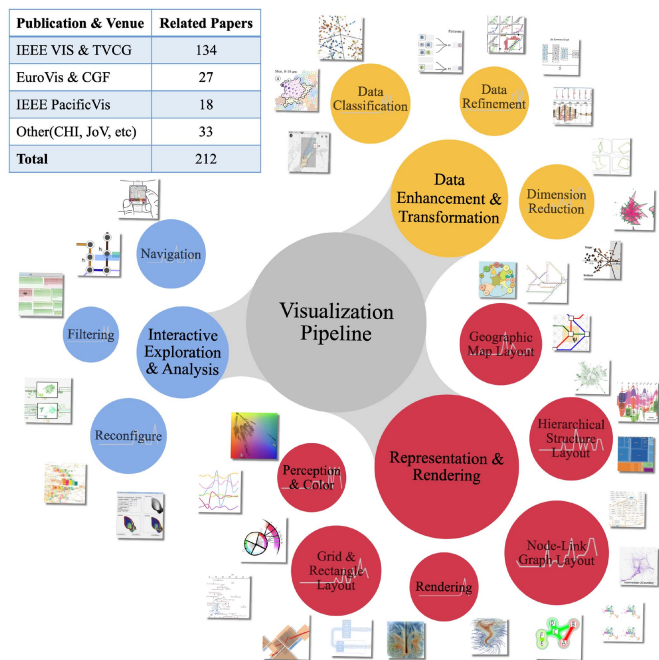 Publication & Venue Related Papers
IEEE VIS & TVCG 134
EuroVis & CGF 27
IEEE PacificVis 18
Other(CHI, JoV, etc) 33
Total 212
Data
Classification
Data
Refinement
Data
Enhancement &
Transformation
Dimension
Reduction
Navigation
Filtering
Interactive
Exploration
& Analysis
Reconfigure
Visualization
Pipeline
Geographic
Map Layout
Hierarchical
Structure
Layout
Representation &
Rendering
Perception
& Color
Node-Link
Graph-Layout
Grid &
Rectangle
Layout
Rendering